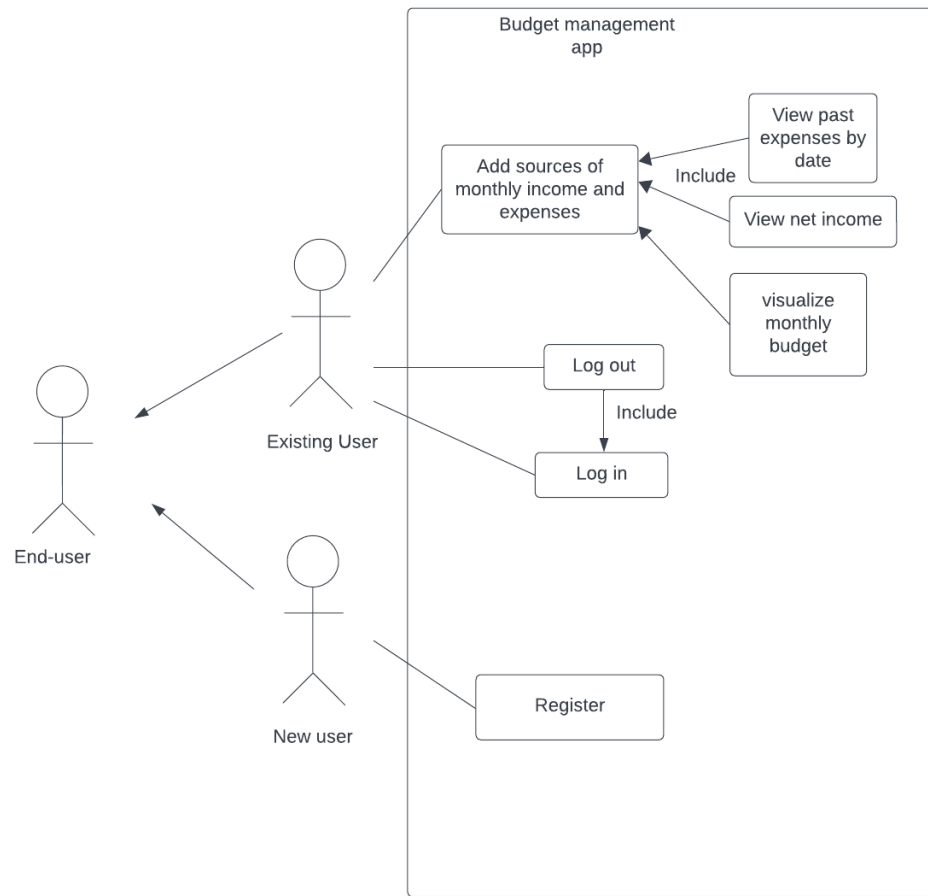 Budget management
app
View past
expenses by
date
Add sources of
monthly income and
expenses
Include
View net income
visualize
monthly
budget
Log out
Include
Existing User
Log in
End-user
Register
New user